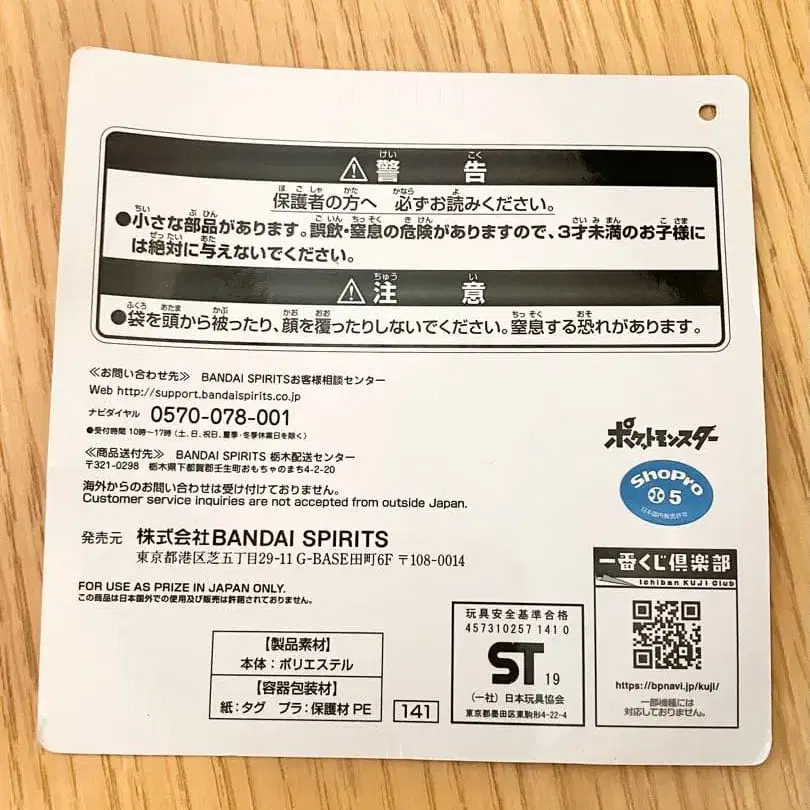 警告
保護者の方へ 必ずお読みください。
●小さな部品があります。誤飲・窒息の危険がありますので、3才未満のお子様に
は絶対に与えないでください。
注意
●袋を頭から被ったり、顔を覆ったりしないでください。窒息する恐れがあります。
≪お問い合わせ先≫ BANDAI SPIRITSお客様相談センター
Web http://support.bandaispirits.co.jp
ナビダイヤル 0570-078-001
●受付時間 10時~17時(土、日、祝日、夏季・冬季休業日を除く)
≪商品送付先≫ BANDAI SPIRITS 栃木配送センター
〒321-0298 栃木県下都賀郡壬生町おもちゃのまち4-2-20
海外からのお問い合わせは受け付けておりません。
Customer service inquiries are not accepted from outside Japan.
発売元 株式会社BANDAI SPIRITS
東京都港区芝五丁目29-11 G-BASE田町6F 〒108-0014
FOR USE AS PRIZE IN JAPAN ONLY.
この商品は日本国外での使用及び販売は許諾されておりません。
【製品素材】
本体:ポリエステル
【容器包装材】
紙:タグ プラ:保護材 PE
141
玩具安全基準合格
457310257 141 0
ST 19
(一社)日本玩具協会
東京都墨田区東駒形4-22-4
ポケットモンスター
ShoPro
5
日本国内販売許可
一番くじ倶楽部
Ichiban KUJI Club
https://bpnavi.jp/kuji/
一部機種には
対応しておりません。